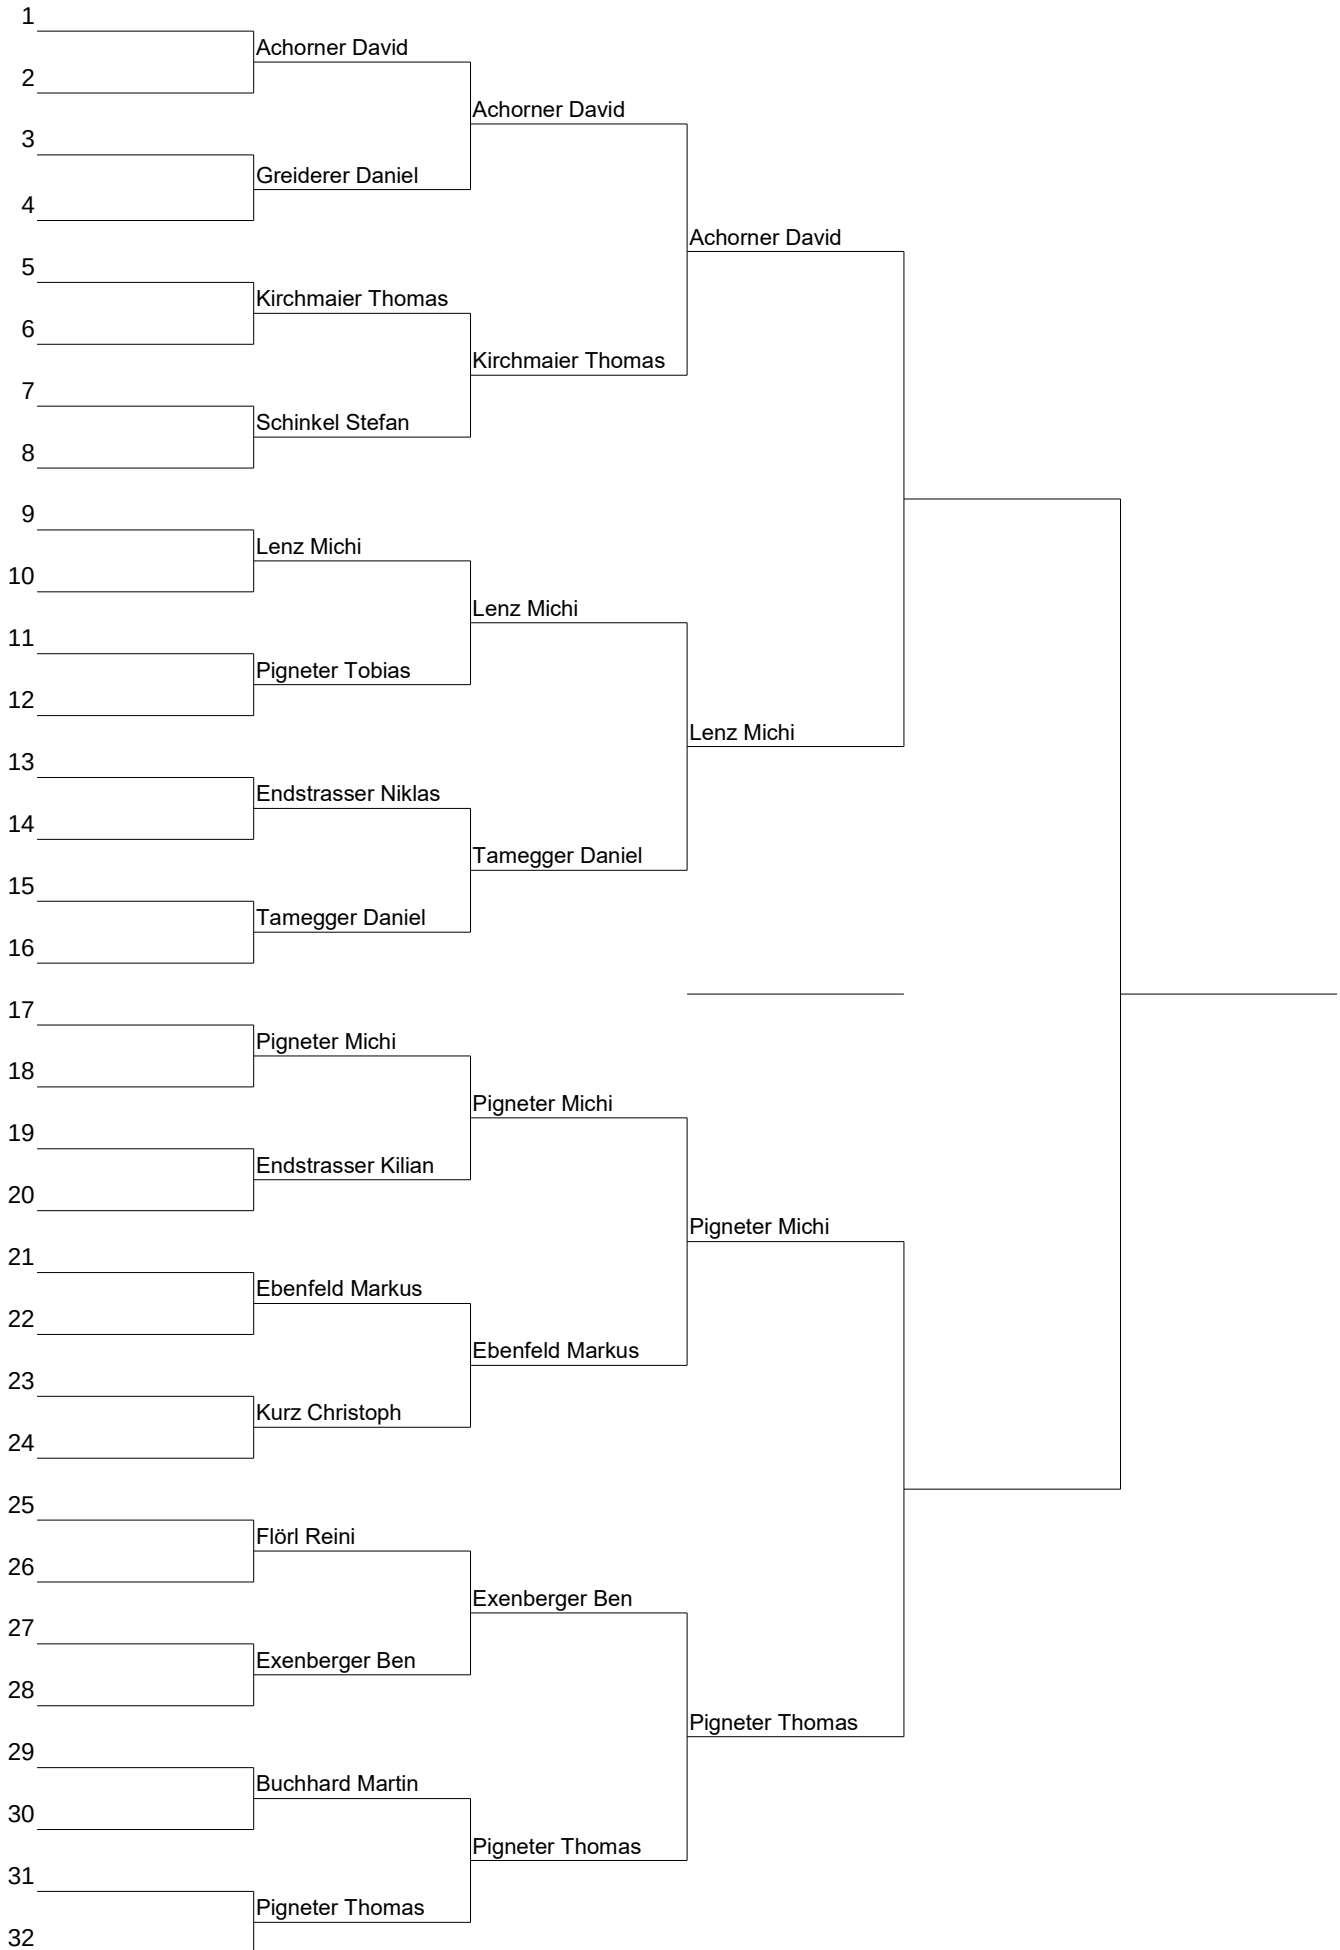 1
Achorner David
2
Achorner David
3
Greiderer Daniel
4
Achorner David
5
Kirchmaier Thomas
6
Kirchmaier Thomas
7
Schinkel Stefan
8
9
Lenz Michi
10
Lenz Michi
11
Pigneter Tobias
12
Lenz Michi
13
Endstrasser Niklas
14
Tamegger Daniel
15
Tamegger Daniel
16
17
Pigneter Michi
18
Pigneter Michi
19
Endstrasser Kilian
20
Pigneter Michi
21
Ebenfeld Markus
22
Ebenfeld Markus
23
Kurz Christoph
24
25
Flörl Reini
26
Exenberger Ben
27
Exenberger Ben
28
Pigneter Thomas
29
Buchhard Martin
30
Pigneter Thomas
31
Pigneter Thomas
32